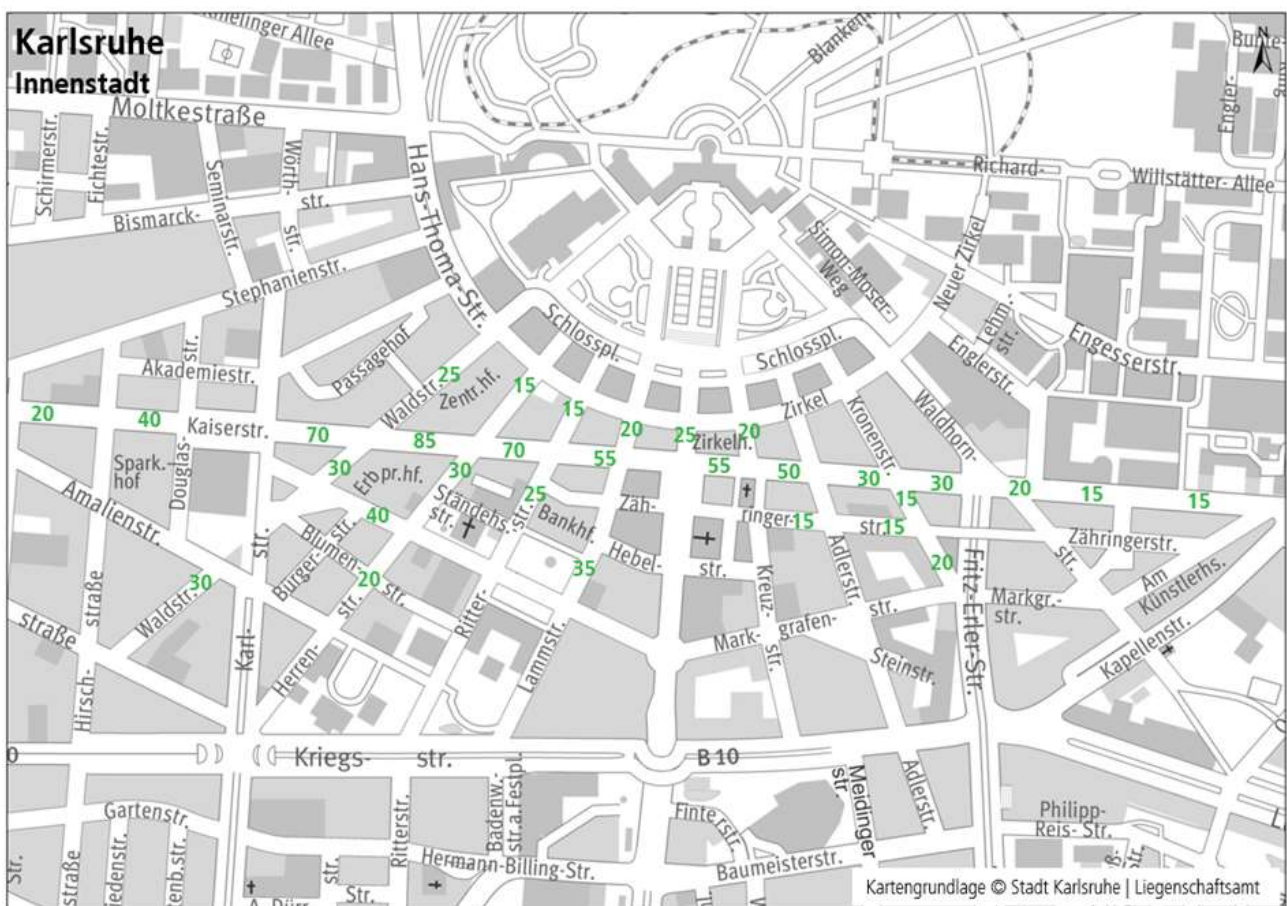 Karlsruhe
Innenstadt
Moltkestraße
Schirmerstr.
Fichtestr.
Seminarstr.
Wörth-
str.
Bismarck-
str.
Stephanienstr.
Hans-Thoma-Str.
Richard-
Willstätter-Allee
Engler-
Simon-Moser-
Weg
Neuer Zirkel
Lehm.-
str.
Englerstr.
Engesserstr.
Schlosspl.
Schlosspl.
Passagehof
Akademiestr.
str.
Waldstr.
25
Zentr.hf.
15
15
20
25
20
Zirkel
Zirkelh.
Kronenstr.
Waldhorn-
20
40
Kaiserstr.
70
85
70
55
55
50
30
30
20
15
15
Spark.-
hof
Douglas-
30
Erbpr.hf.
30
Ständehs.
str.
25
str.
Bankhf.
Zäh-
ringer-
15
str.
15
15
Zähringerstr.
str.
Amalienstr.
40
Blumen-
str.
Bürger-
str.
20
str.
Hebel-
str.
35
Kreuz-
str.
Adlerstr.
20
Fritz-Erler-Str.
Markgr.-
str.
Am
Künstlerhs.
Kapellenstr.
straße
30
Waldstr.
straße
Hirsch-
Karl-
str.
Herren-
Ritter-
Lammstr.
Mark-
grafen-
str.
Steinstr.
Kriegs-
str.
B 10
Gartenstr.
Ritterstr.
Badenw.-
str.a.Festpl.
Finterstr.
Meidinger
str.
Adlerstr.
Philipp-
Reis- Str.
Hermann-Billing-Str.
Baumeisterstr.
Str.
straße
str.
Str.
Kartengrundlage © Stadt Karlsruhe | Liegenschaftsamt